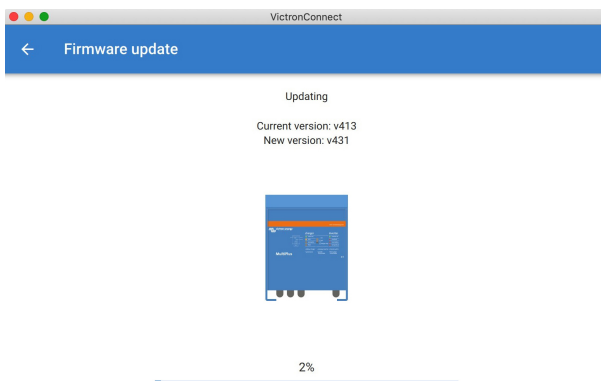 VictronConnect
Firmware update
Updating
Current version: v413
New version: v431
MultiPlus
2%